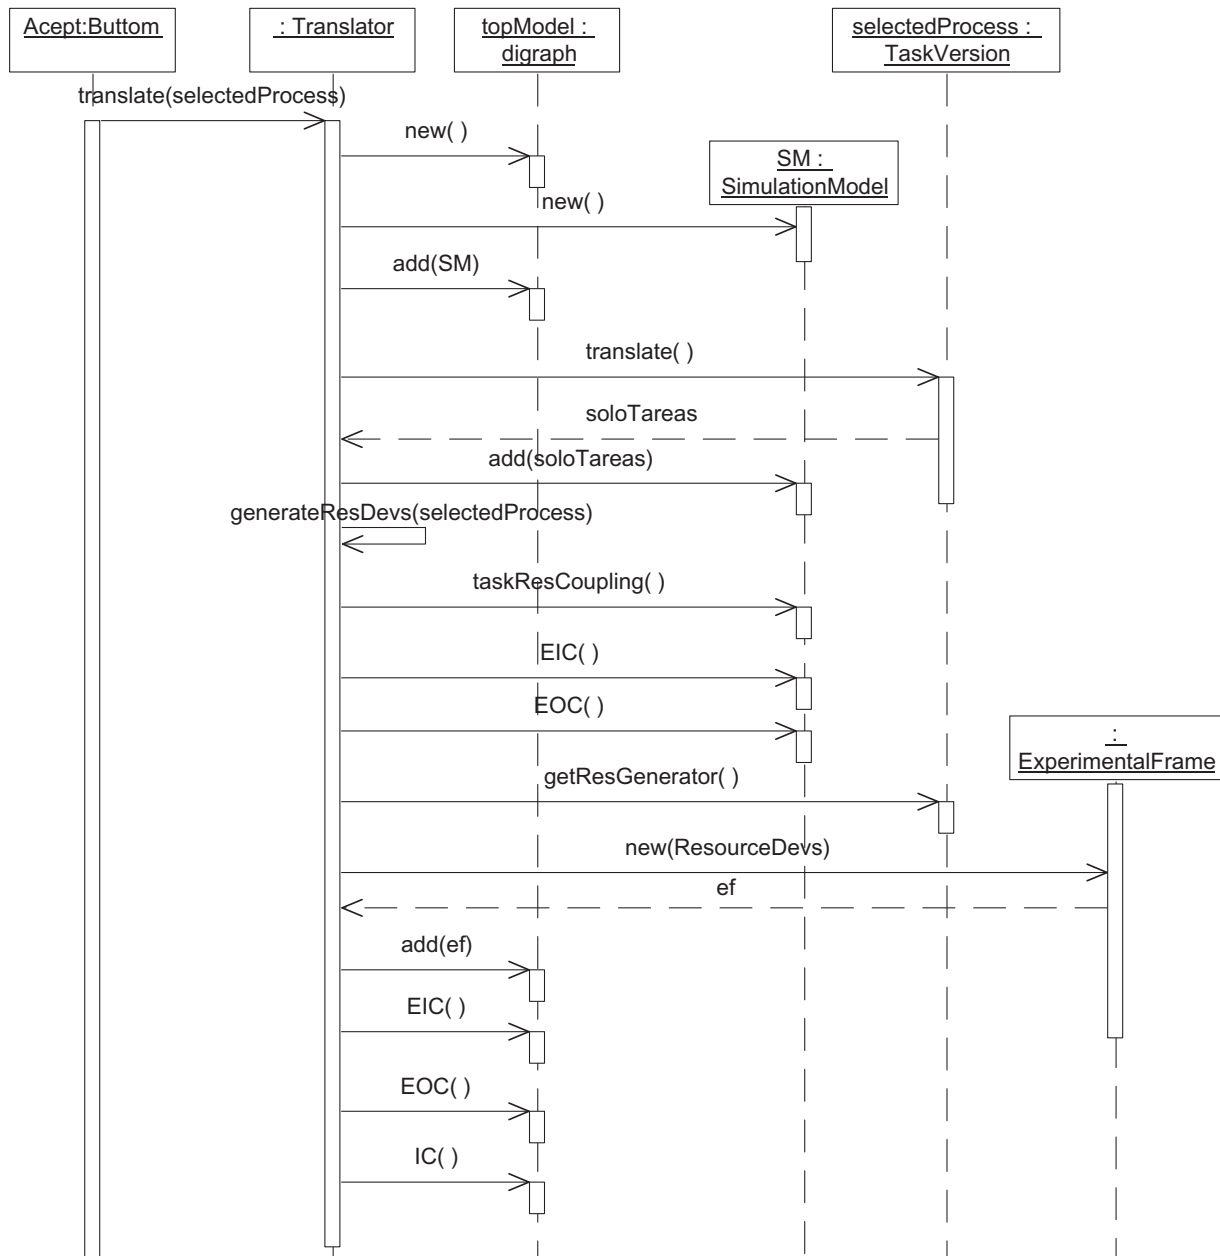 Acept:Buttom
: Translator
topModel :
digraph
selectedProcess :
TaskVersion
translate(selectedProcess)
new( )
SM :
SimulationModel
new( )
add(SM)
translate( )
soloTareas
add(soloTareas)
generateResDevs(selectedProcess)
taskResCoupling( )
EIC( )
EOC( )
:
ExperimentalFrame
getResGenerator( )
new(ResourceDevs)
ef
add(ef)
EIC( )
EOC( )
IC( )